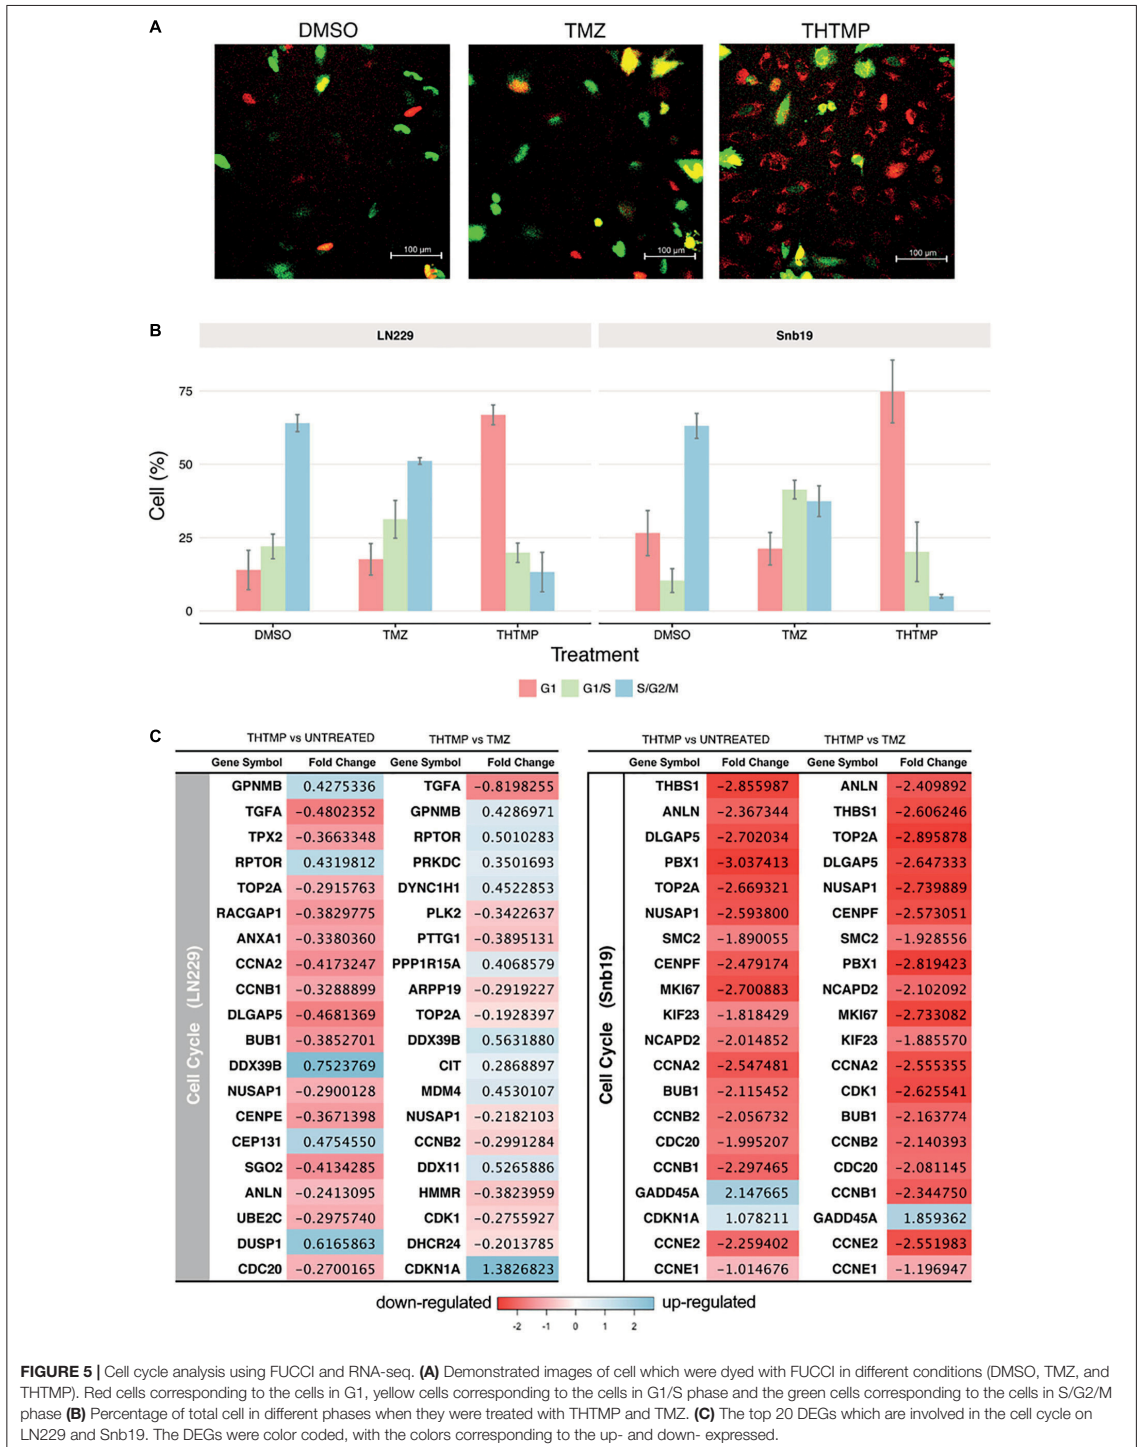 A
DMSO
TMZ
THTMP
100 µm
100 µm
100 µm
B
LN229
Snb19
Cell (%)
75
50
25
0
DMSO
TMZ
THTMP
DMSO
TMZ
THTMP
Treatment
G1 G1/S S/G2/M
C
THTMP vs UNTREATED THTMP vs TMZ
Gene Symbol Fold Change Gene Symbol Fold Change
Cell Cycle (LN229)
GPNMB 0.4275336 TGFA -0.8198255
TGFA -0.4802352 GPNMB 0.4286971
TPX2 -0.3663348 RPTOR 0.5010283
RPTOR 0.4319812 PRKDC 0.3501693
TOP2A -0.2915763 DYNC1H1 0.4522853
RACGAP1 -0.3829775 PLK2 -0.3422637
ANXA1 -0.3380360 PTTG1 -0.3895131
CCNA2 -0.4173247 PPP1R15A 0.4068579
CCNB1 -0.3288899 ARPP19 -0.2919227
DLGAP5 -0.4681369 TOP2A -0.1928397
BUB1 -0.3852701 DDX39B 0.5631880
DDX39B 0.7523769 CIT 0.2868897
NUSAP1 -0.2900128 MDM4 0.4530107
CENPE -0.3671398 NUSAP1 -0.2182103
CEP131 0.4754550 CCNB2 -0.2991284
SGO2 -0.4134285 DDX11 0.5265886
ANLN -0.2413095 HMMR -0.3823959
UBE2C -0.2975740 CDK1 -0.2755927
DUSP1 0.6165863 DHCR24 -0.2013785
CDC20 -0.2700165 CDKN1A 1.3826823
THTMP vs UNTREATED THTMP vs TMZ
Gene Symbol Fold Change Gene Symbol Fold Change
Cell Cycle (Snb19)
THBS1 -2.855987 ANLN -2.409892
ANLN -2.367344 THBS1 -2.606246
DLGAP5 -2.702034 TOP2A -2.895878
PBX1 -3.037413 DLGAP5 -2.647333
TOP2A -2.669321 NUSAP1 -2.739889
NUSAP1 -2.593800 CENPF -2.573051
SMC2 -1.890055 SMC2 -1.928556
CENPF -2.479174 PBX1 -2.819423
MKI67 -2.700883 NCAPD2 -2.102092
KIF23 -1.818429 MKI67 -2.733082
NCAPD2 -2.014852 KIF23 -1.885570
CCNA2 -2.547481 CCNA2 -2.555355
BUB1 -2.115452 CDK1 -2.625541
CCNB2 -2.056732 BUB1 -2.163774
CDC20 -1.995207 CCNB2 -2.140393
CCNB1 -2.297465 CDC20 -2.081145
GADD45A 2.147665 CCNB1 -2.344750
CDKN1A 1.078211 GADD45A 1.859362
CCNE2 -2.259402 CCNE2 -2.551983
CCNE1 -1.014676 CCNE1 -1.196947
down-regulated up-regulated
-2 -1 0 1 2
FIGURE 5 | Cell cycle analysis using FUCCI and RNA-seq. (A) Demonstrated images of cell which were dyed with FUCCI in different conditions (DMSO, TMZ, and
THTMP). Red cells corresponding to the cells in G1, yellow cells corresponding to the cells in G1/S phase and the green cells corresponding to the cells in S/G2/M
phase (B) Percentage of total cell in different phases when they were treated with THTMP and TMZ. (C) The top 20 DEGs which are involved in the cell cycle on
LN229 and Snb19. The DEGs were color coded, with the colors corresponding to the up- and down- expressed.